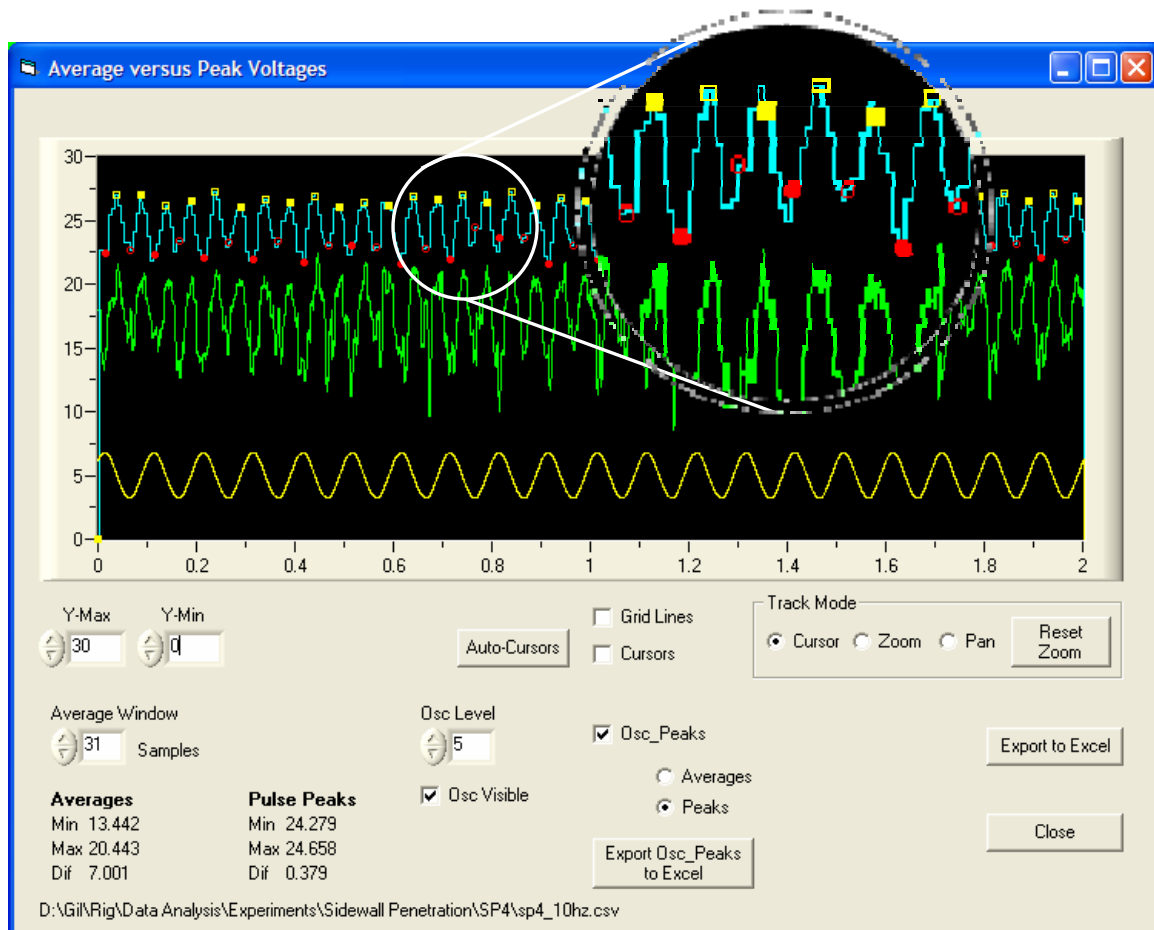 Average versus Peak Voltages
30
25
20
15
10
5
0
0 0.2 0.4 0.6 0.8 1 1.2 1.4 1.6 1.8 2
Y-Max Y-Min
30 0
Auto-Cursors
Grid Lines
Cursors
Track Mode
Cursor Zoom Pan
Reset
Zoom
Average Window
31 Samples
Osc Level
5
Osc Visible
Osc_Peaks
Averages
Peaks
Export Osc_Peaks
to Excel
Export to Excel
Close
Averages
Min 13.442
Max 20.443
Dif 7.001
Pulse Peaks
Min 24.279
Max 24.658
Dif 0.379
D:\Gil\Rig\Data Analysis\Experiments\Sidewall Penetration\SP4\sp4_10hz.csv